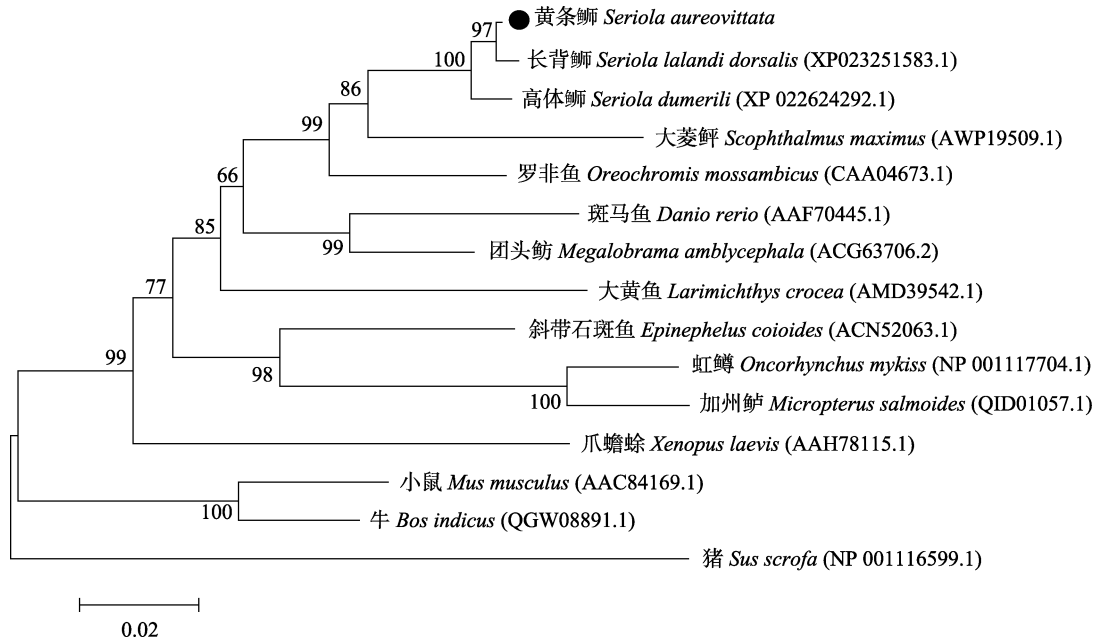 黄条鰤 Seriola aureovittata
97
长背鰤 Seriola lalandi dorsalis (XP023251583.1)
100
高体鰤 Seriola dumerili (XP 022624292.1)
86
大菱鲆 Scophthalmus maximus (AWP19509.1)
99
罗非鱼 Oreochromis mossambicus (CAA04673.1)
66
斑马鱼 Danio rerio (AAF70445.1)
99
团头鲂 Megalobrama amblycephala (ACG63706.2)
85
大黄鱼 Larimichthys crocea (AMD39542.1)
77
斜带石斑鱼 Epinephelus coioides (ACN52063.1)
99
98
虹鳟 Oncorhynchus mykiss (NP 001117704.1)
100
加州鲈 Micropterus salmoides (QID01057.1)
爪蟾蜍 Xenopus laevis (AAH78115.1)
小鼠 Mus musculus (AAC84169.1)
100
牛 Bos indicus (QGW08891.1)
猪 Sus scrofa (NP 001116599.1)
0.02